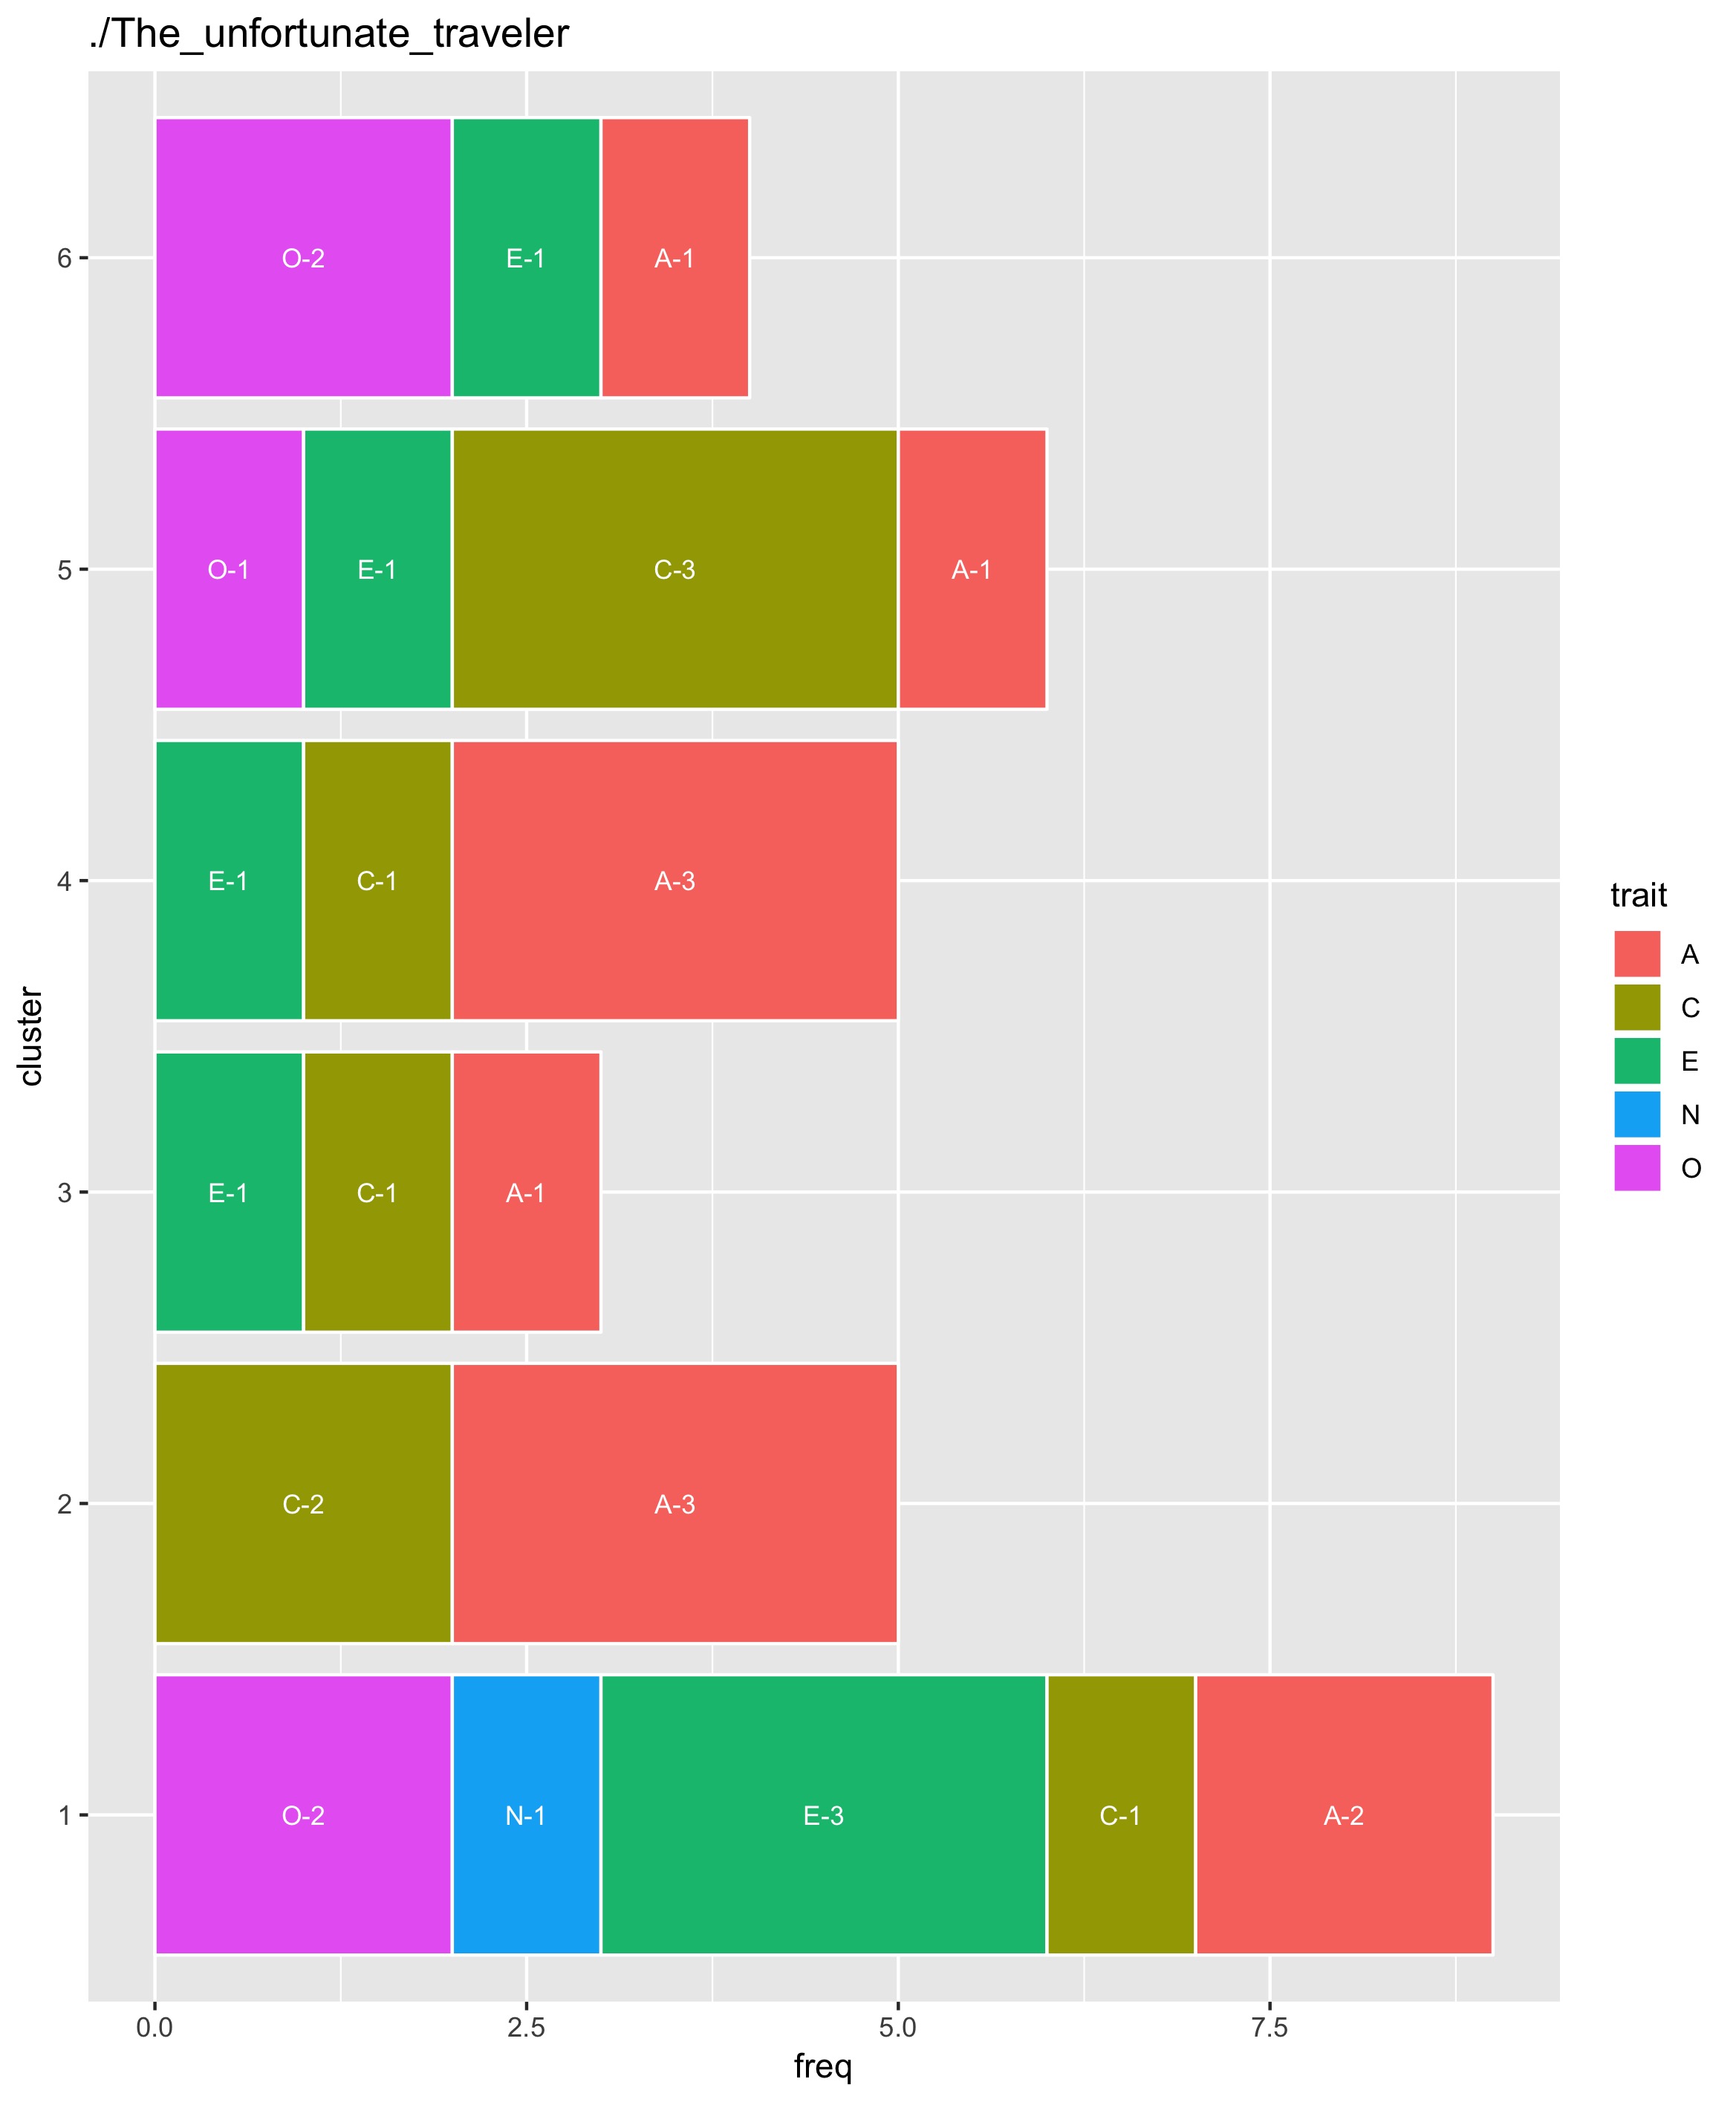 ./The_unfortunate_traveler
6
O-2 E-1 A-1
5
O-1 E-1 C-3 A-1
4
E-1 C-1 A-3
3
E-1 C-1 A-1
2
C-2 A-3
1
O-2 N-1 E-3 C-1 A-2
cluster
0.0 2.5 5.0 7.5
freq
trait
A
C
E
N
O